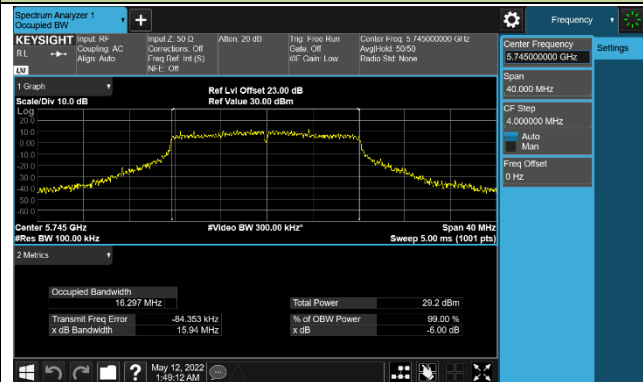 Spectrum Analyzer 1
Occupied BW
Frequency
KEYSIGHT
RL
LXI
Input: RF
Coupling: AC
Align: Auto
Input Z: 50 Ω
Corrections: Off
Freq Ref: Int (S)
NFE: Off
Atten: 20 dB
Trig: Free Run
Gate: Off
#IF Gain: Low
Center Freq: 5.745000000 GHz
Avg|Hold: 50/50
Radio Std: None
Center Frequency
5.745000000 GHz
Settings
Span
40.000 MHz
CF Step
4.000000 MHz
Auto
Man
Freq Offset
0 Hz
1 Graph
Scale/Div 10.0 dB
Ref Lvl Offset 23.00 dB
Ref Value 30.00 dBm
Log
20.0
10.0
0.00
-10.0
-20.0
-30.0
-40.0
-50.0
-60.0
Center 5.745 GHz
#Res BW 100.00 kHz
#Video BW 300.00 kHz*
Span 40 MHz
Sweep 5.00 ms (1001 pts)
2 Metrics
Occupied Bandwidth
16.297 MHz
Transmit Freq Error -84.353 kHz
x dB Bandwidth 15.94 MHz
Total Power 29.2 dBm
% of OBW Power 99.00 %
x dB -6.00 dB
May 12, 2022
1:49:12 AM